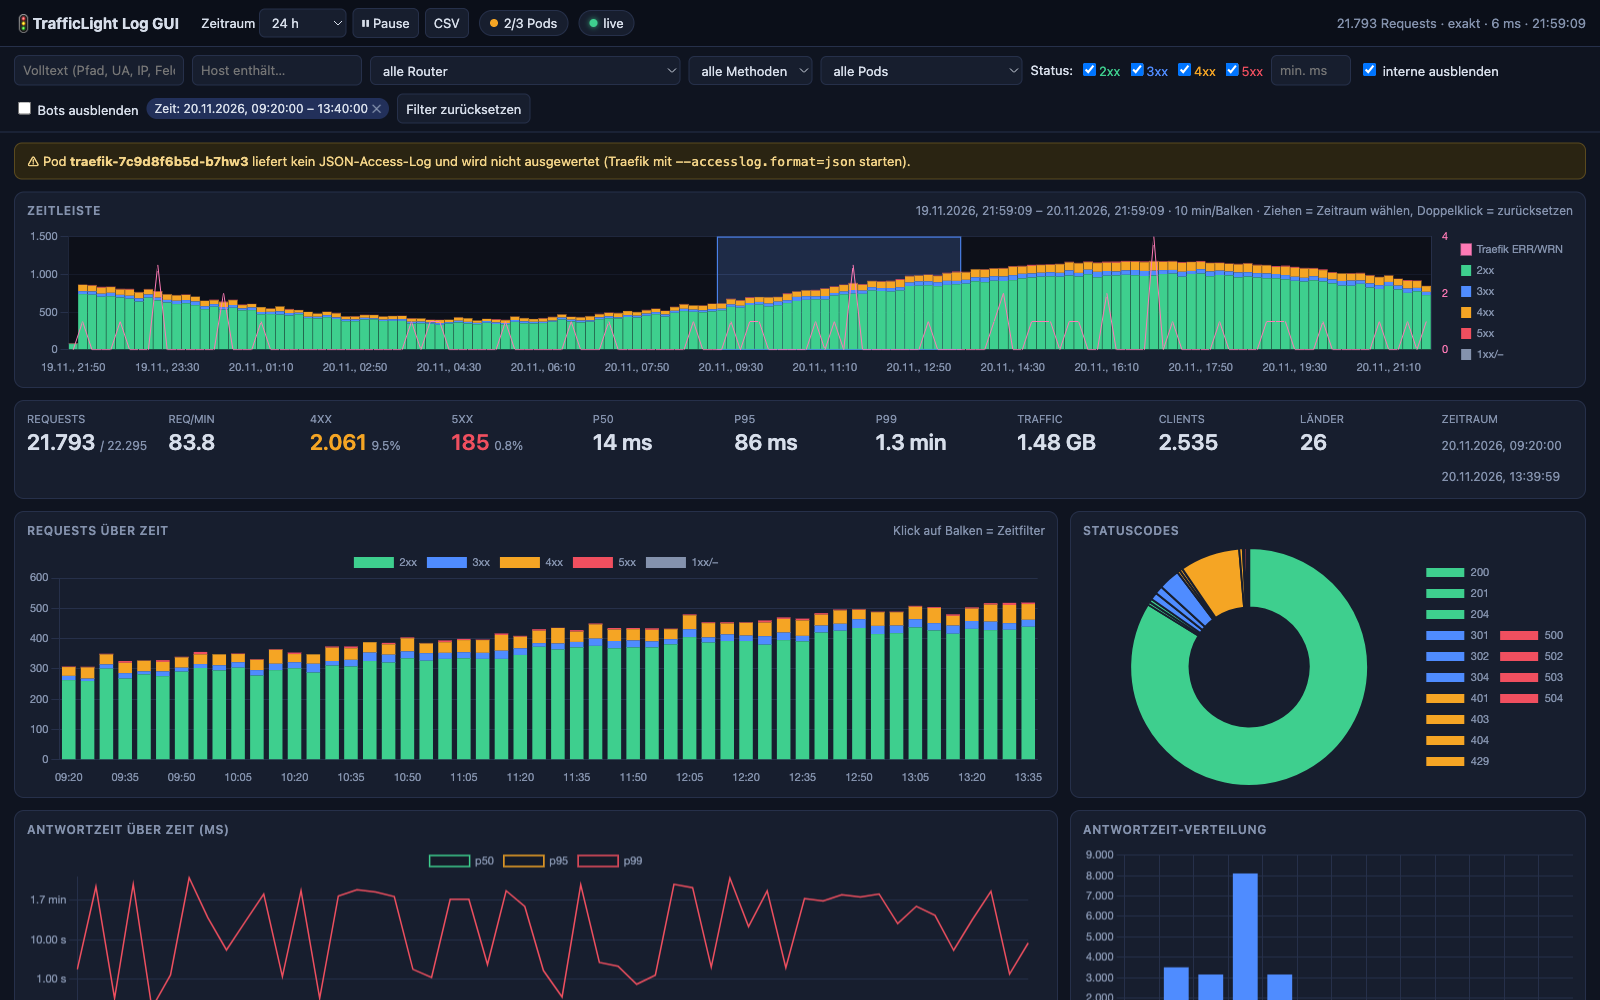 TrafficLight Log GUI Zeitraum 24 h Pause CSV 2/3 Pods live 21.793 Requests · exakt · 6 ms · 21:59:09
Volltext (Pfad, UA, IP, Fel Host enthält… alle Router alle Methoden alle Pods Status: 2xx 3xx 4xx 5xx min. ms interne ausblenden
Bots ausblenden Zeit: 20.11.2026, 09:20:00 – 13:40:00 × Filter zurücksetzen
⚠ Pod traefik-7c9d8f6b5d-b7hw3 liefert kein JSON-Access-Log und wird nicht ausgewertet (Traefik mit --accesslog.format=json starten).
ZEITLEISTE 19.11.2026, 21:59:09 – 20.11.2026, 21:59:09 · 10 min/Balken · Ziehen = Zeitraum wählen, Doppelklick = zurücksetzen
1.500
1.000
500
0
4
2
0
Traefik ERR/WRN
2xx
3xx
4xx
5xx
1xx/–
19.11., 21:50 19.11., 23:30 20.11., 01:10 20.11., 02:50 20.11., 04:30 20.11., 06:10 20.11., 07:50 20.11., 09:30 20.11., 11:10 20.11., 12:50 20.11., 14:30 20.11., 16:10 20.11., 17:50 20.11., 19:30 20.11., 21:10
REQUESTS REQ/MIN 4XX 5XX P50 P95 P99 TRAFFIC CLIENTS LÄNDER ZEITRAUM
21.793 / 22.295 83.8 2.061 9.5% 185 0.8% 14 ms 86 ms 1.3 min 1.48 GB 2.535 26 20.11.2026, 09:20:00
20.11.2026, 13:39:59
REQUESTS ÜBER ZEIT Klick auf Balken = Zeitfilter
2xx 3xx 4xx 5xx 1xx/–
600
500
400
300
200
100
0
09:20 09:35 09:50 10:05 10:20 10:35 10:50 11:05 11:20 11:35 11:50 12:05 12:20 12:35 12:50 13:05 13:20 13:35
STATUSCODES
200
201
204
301 500
302 502
304 503
401 504
403
404
429
ANTWORTZEIT ÜBER ZEIT (MS)
p50 p95 p99
1.7 min
10.00 s
1.00 s
ANTWORTZEIT-VERTEILUNG
9.000
8.000
7.000
6.000
5.000
4.000
3.000
2.000